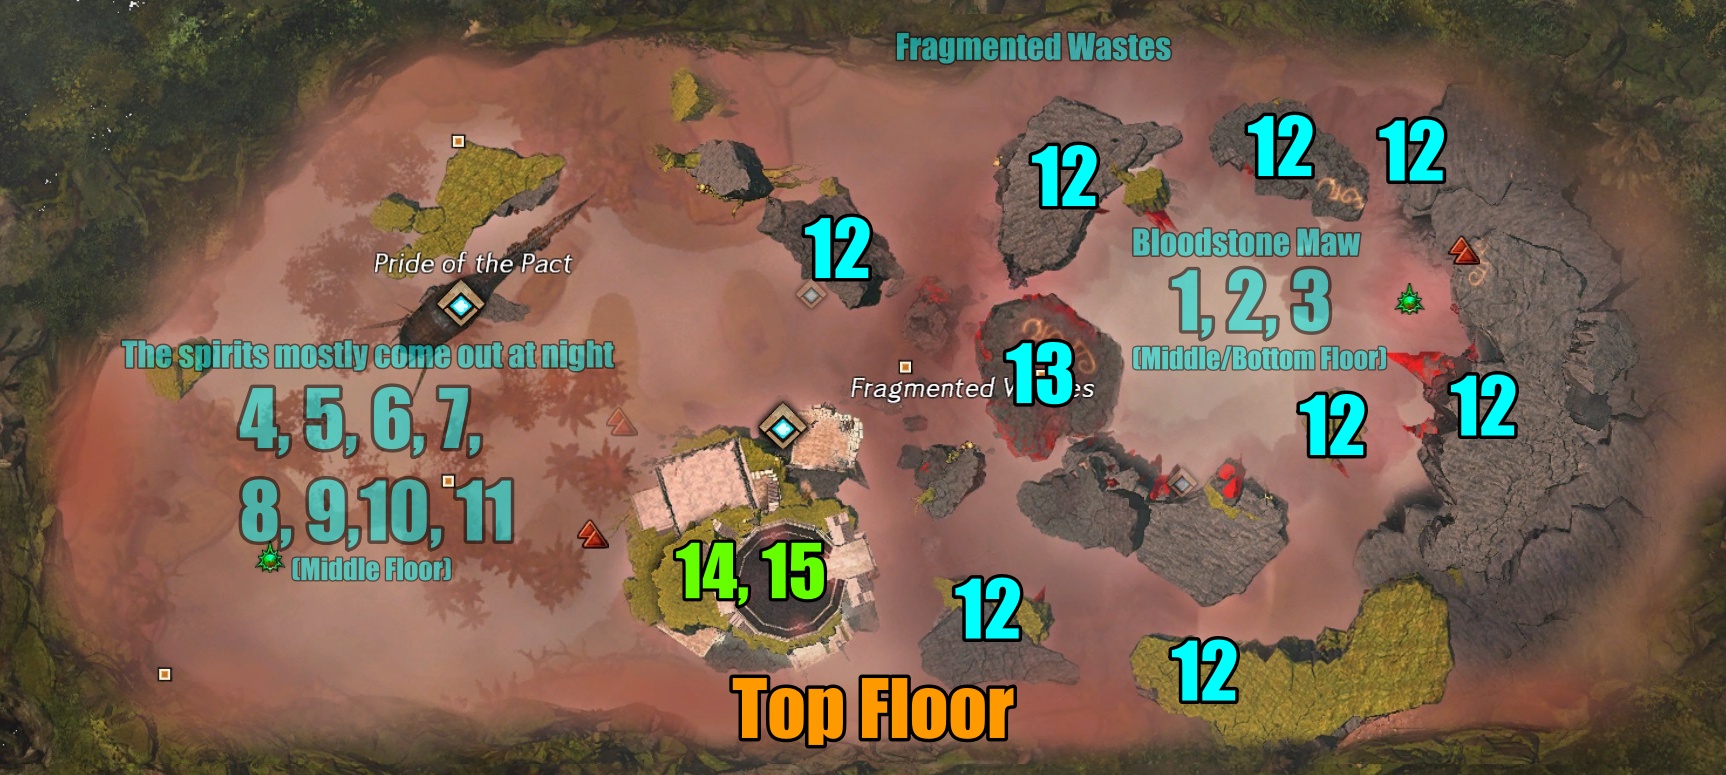 Fragmented Wastes
12
12
12
12
Bloodstone Maw
1, 2, 3
(Middle/Bottom Floor)
Pride of the Pact
The spirits mostly come out at night
4, 5, 6, 7,
8, 9,10, 11
(Middle Floor)
13
12
12
14, 15
12
12
Top Floor